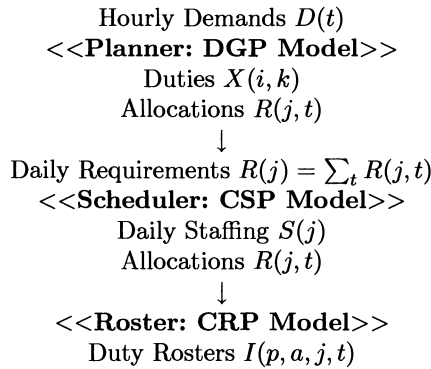 Hourly Demands D(t)
<<Planner: DGP Model>>
Duties X(i, k)
Allocations R(j, t)
↓
Daily Requirements R(j) = ∑_t R(j, t)
<<Scheduler: CSP Model>>
Daily Staffing S(j)
Allocations R(j, t)
↓
<<Roster: CRP Model>>
Duty Rosters I(p, a, j, t)